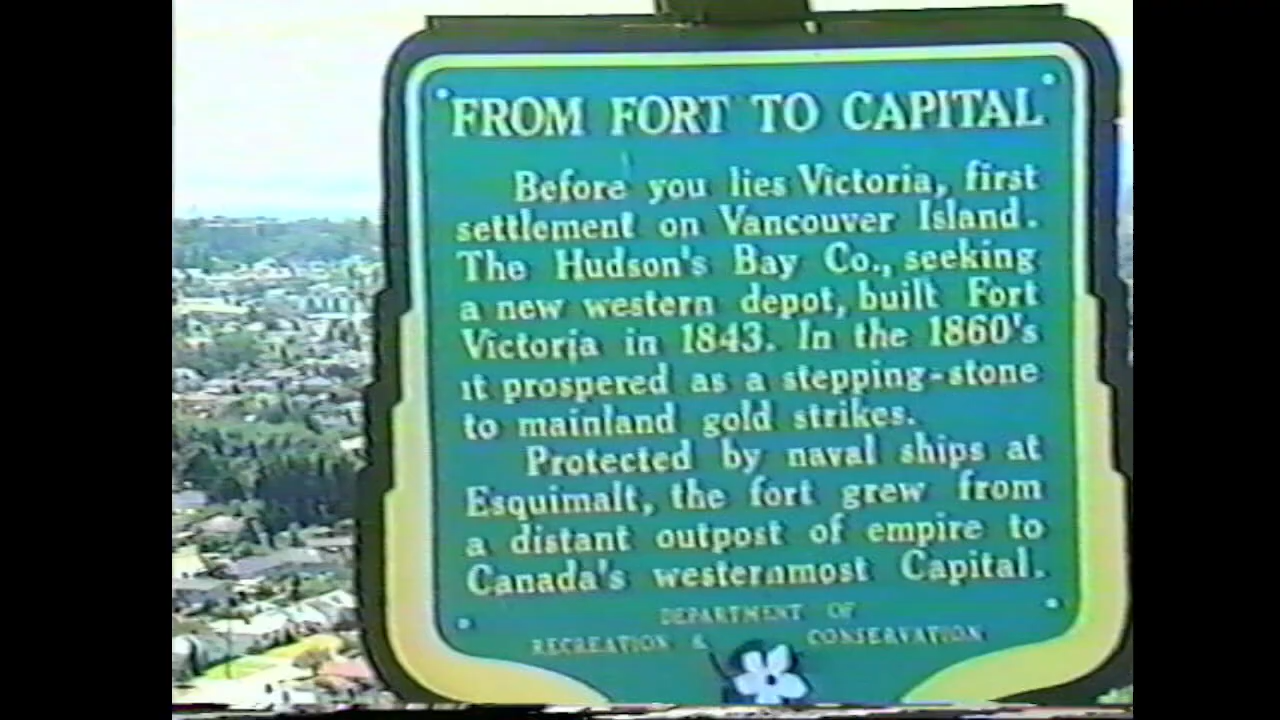 FROM FORT TO CAPITAL
Before you lies Victoria, first
settlement on Vancouver Island.
The Hudson's Bay Co., seeking
a new western depot, built Fort
Victoria in 1843. In the 1860's
it prospered as a stepping-stone
to mainland gold strikes.
Protected by naval ships at
Esquimalt, the fort grew from
a distant outpost of empire to
Canada's westernmost Capital.
DEPARTMENT OF
RECREATION & CONSERVATION